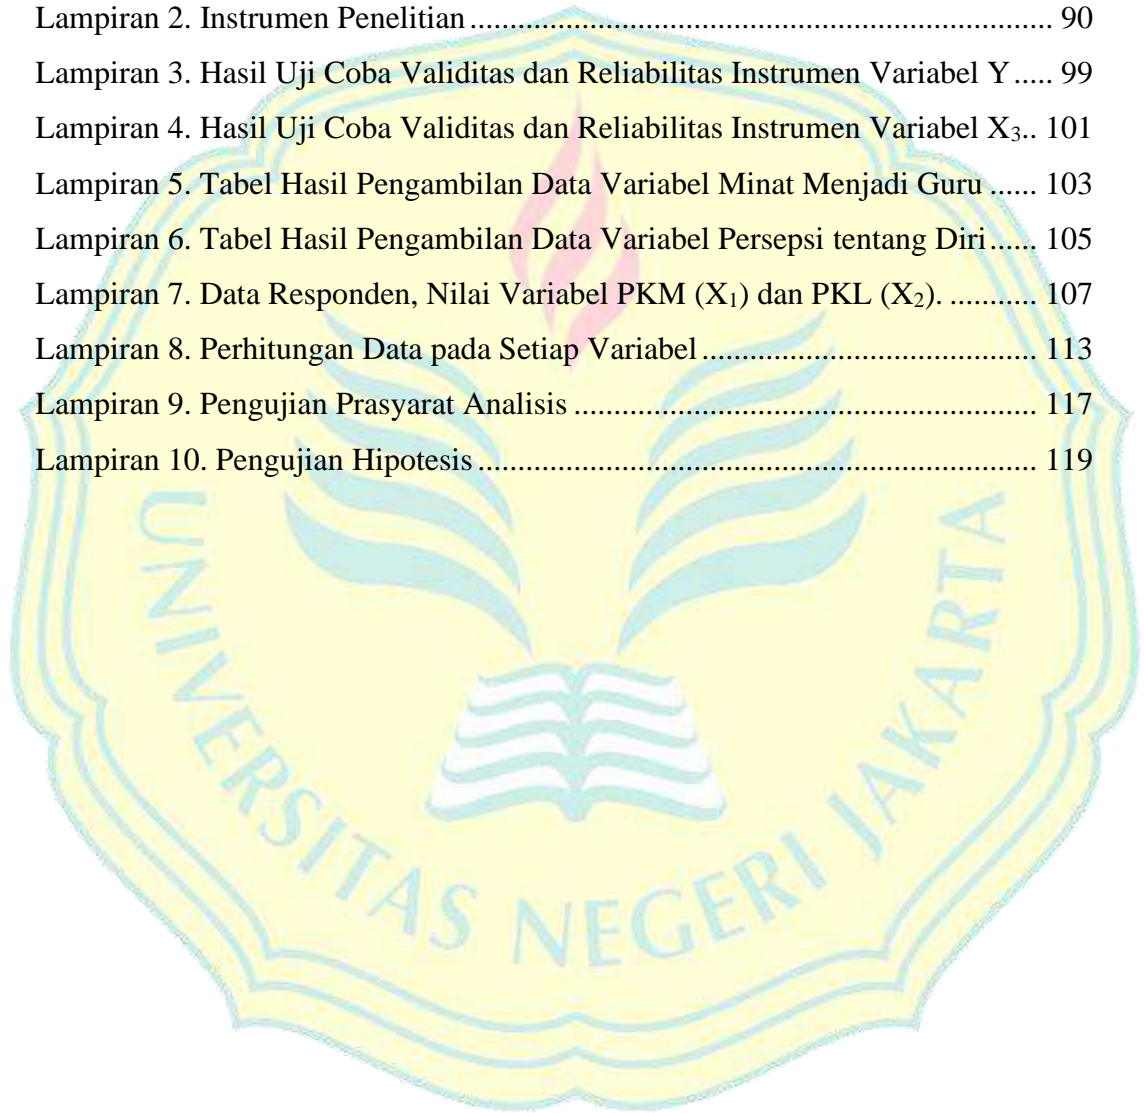 Lampiran 2. Instrumen Penelitian ............................................................... 90
Lampiran 3. Hasil Uji Coba Validitas dan Reliabilitas Instrumen Variabel Y ..... 99
Lampiran 4. Hasil Uji Coba Validitas dan Reliabilitas Instrumen Variabel X₃.. 101
Lampiran 5. Tabel Hasil Pengambilan Data Variabel Minat Menjadi Guru ...... 103
Lampiran 6. Tabel Hasil Pengambilan Data Variabel Persepsi tentang Diri ...... 105
Lampiran 7. Data Responden, Nilai Variabel PKM (X₁) dan PKL (X₂). ........... 107
Lampiran 8. Perhitungan Data pada Setiap Variabel ..................................... 113
Lampiran 9. Pengujian Prasyarat Analisis ................................................... 117
Lampiran 10. Pengujian Hipotesis .............................................................. 119
UNIVERSITAS NEGERI JAKARTA